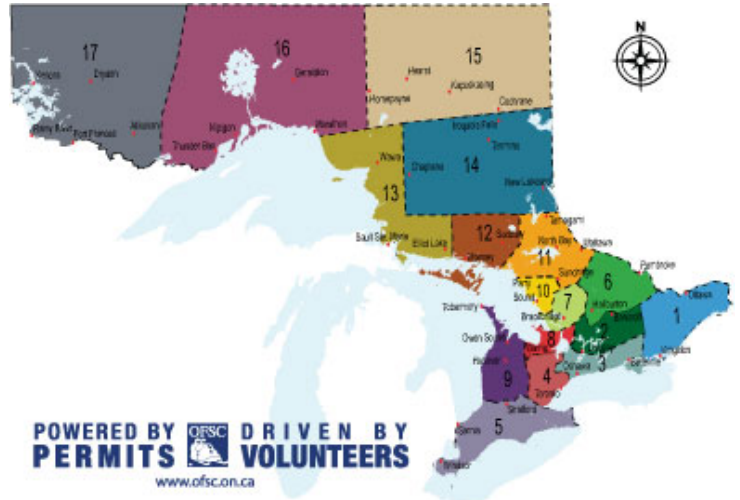 N
17
16
15
Kenora
Dryden
Geraldton
Hearst
Kapuskasing
Hornepayne
Cochrane
Rainy River
Fort Frances
Atikokan
Nipigon
Marathon
Thunder Bay
Iroquois Falls
Timmins
Wawa
Chapleau
14
New Liskeard
13
Temagami
Sault Ste. Marie
Elliot Lake
12
Sudbury
North Bay
Mattawa
11
Sundridge
Pembroke
Parry
Sound
10
6
Tobermory
7
Haliburton
Ottawa
Bracebridge
1
2
Owen Sound
8
3
Kingston
Oshawa
Belleville
9
4
Toronto
Stratford
5
Sarnia
Windsor
POWERED BY OFSC DRIVEN BY
PERMITS VOLUNTEERS
www.ofsc.on.ca